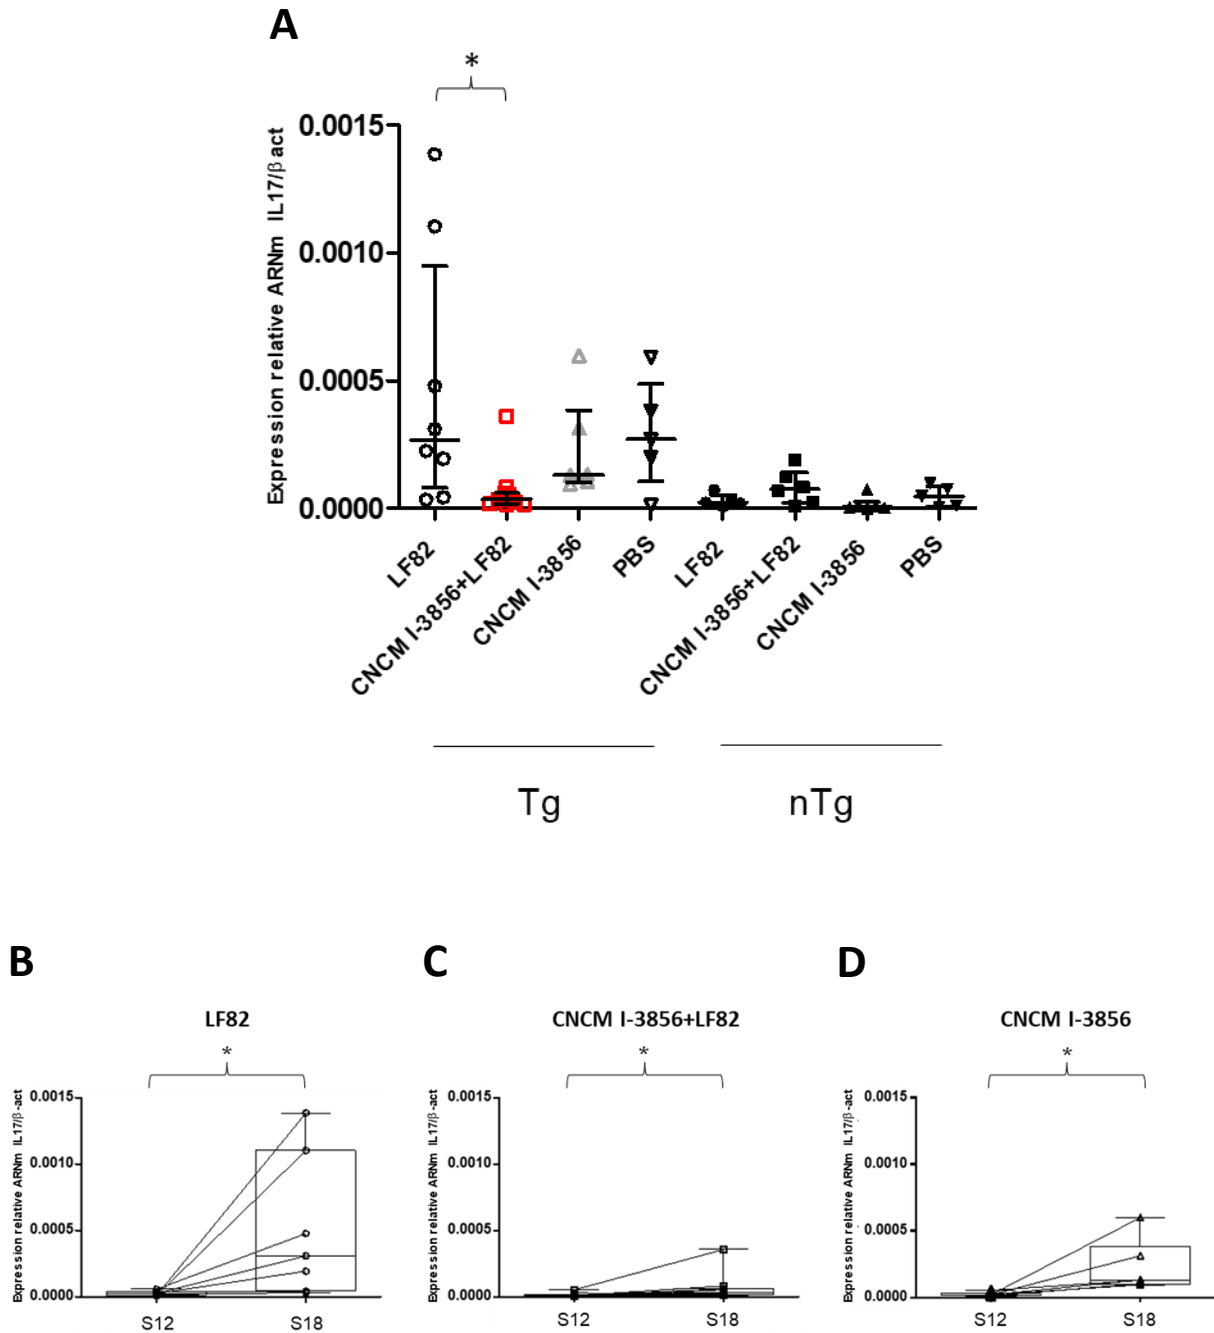 A
*
Expression relative ARNm IL17/β act
0.0015
0.0010
0.0005
0.0000
LF82
CNCM I-3856+LF82
CNCM I-3856
PBS
LF82
CNCM I-3856+LF82
CNCM I-3856
PBS
Tg
nTg
B
LF82
*
Expression relative ARNm IL17/β-act
0.0015
0.0010
0.0005
0.0000
S12
S18
C
CNCM I-3856+LF82
*
Expression relative ARNm IL17/β-act
0.0015
0.0010
0.0005
0.0000
S12
S18
D
CNCM I-3856
*
Expression relative ARNm IL17/β-act
0.0015
0.0010
0.0005
0.0000
S12
S18